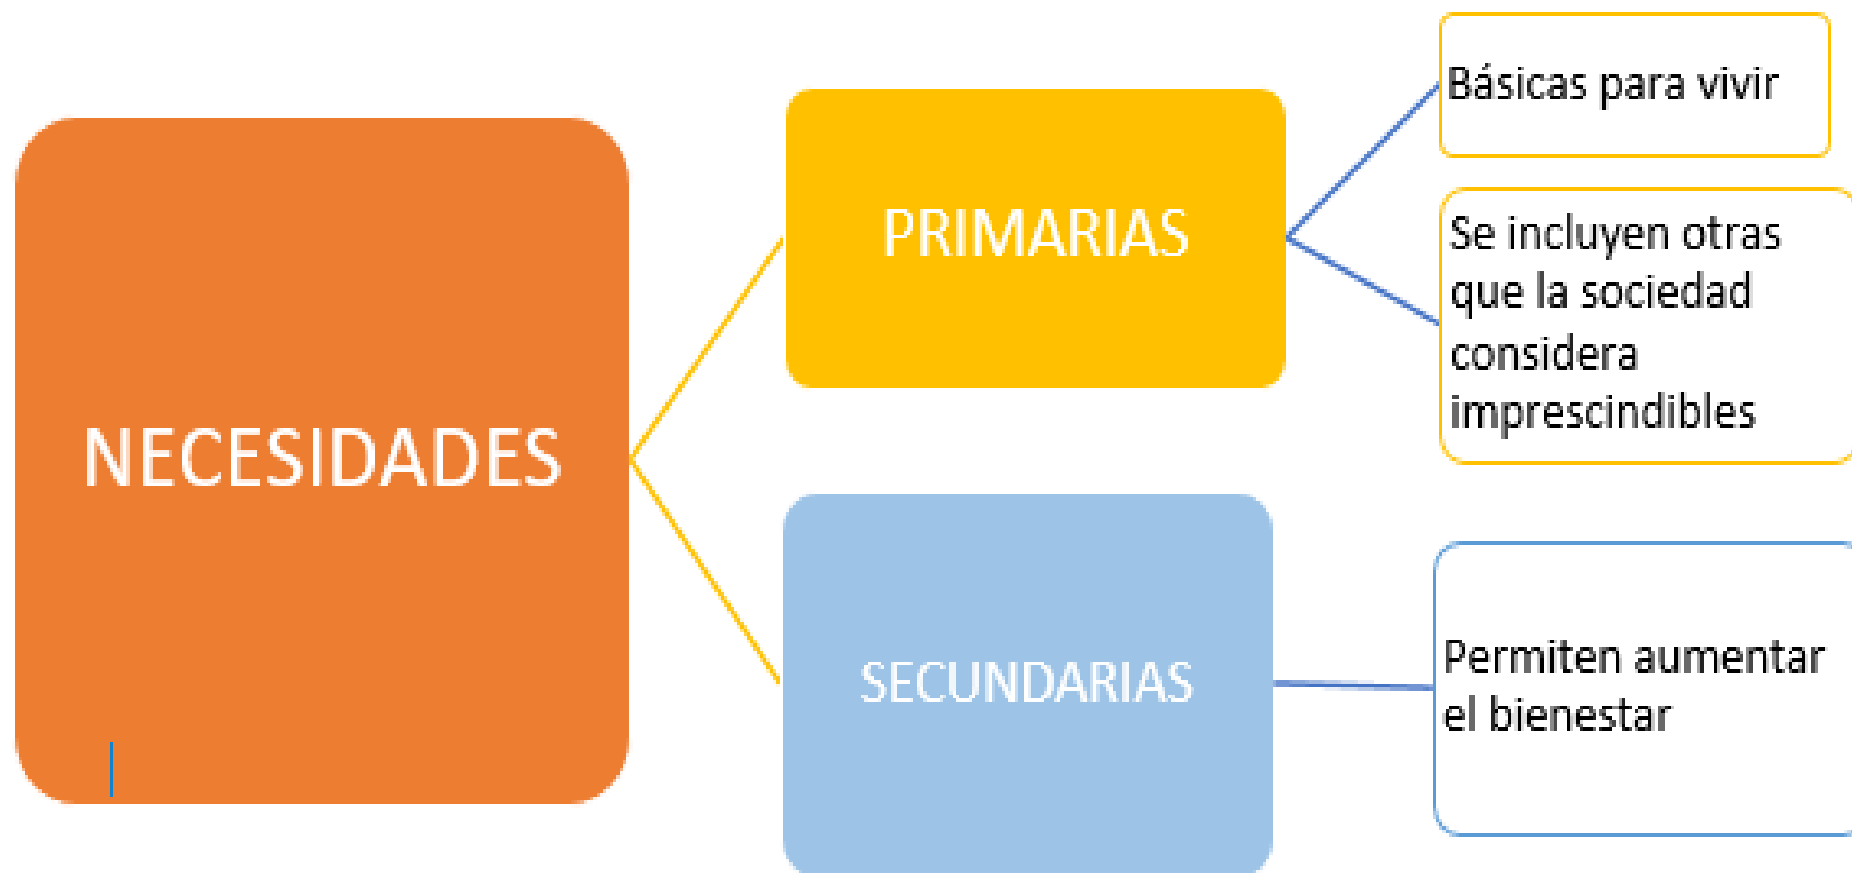 NECESIDADES
PRIMARIAS
Básicas para vivir
Se incluyen otras
que la sociedad
considera
imprescindibles
SECUNDARIAS
Permiten aumentar
el bienestar